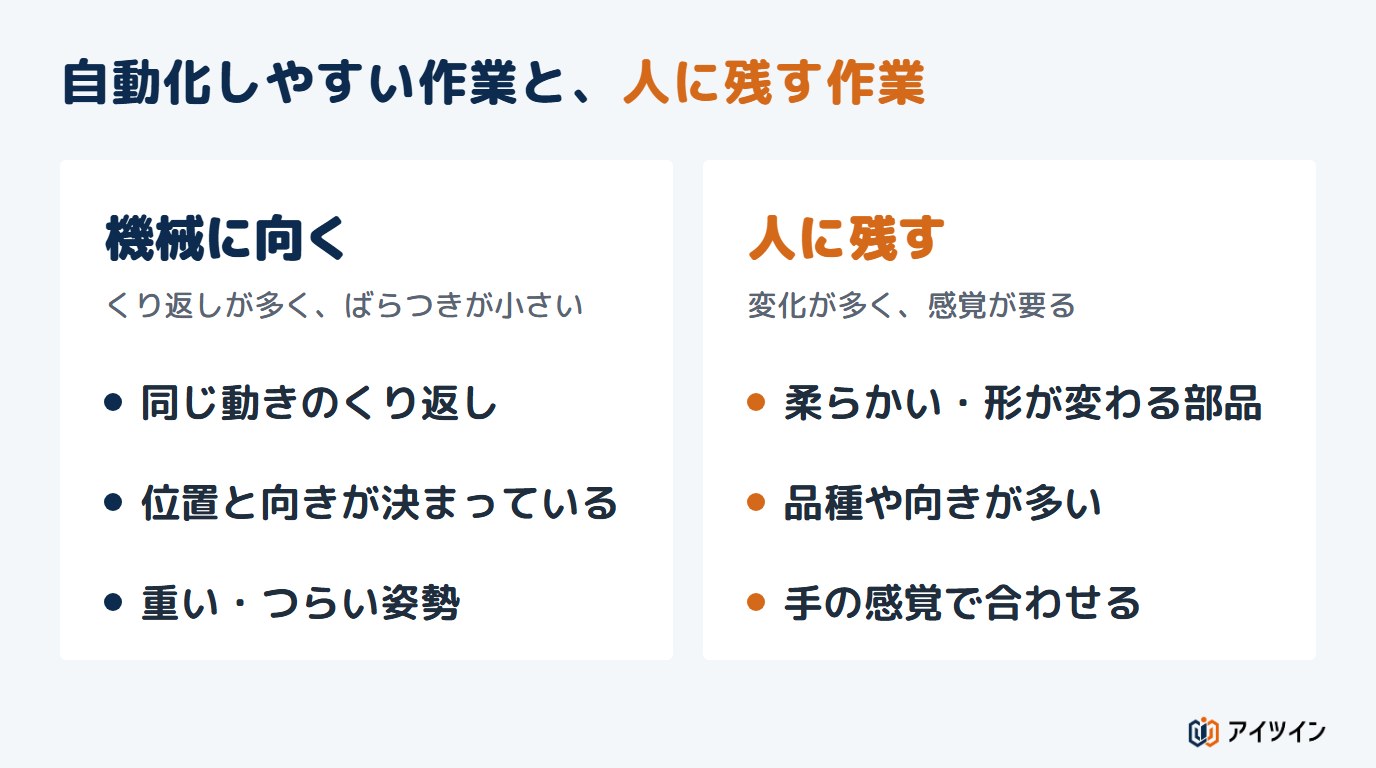 自動化しやすい作業と、人に残す作業
機械に向く
くり返しが多く、ばらつきが小さい
同じ動きのくり返し
位置と向きが決まっている
重い・つらい姿勢
人に残す
変化が多く、感覚が要る
柔らかい・形が変わる部品
品種や向きが多い
手の感覚で合わせる
アイツイン